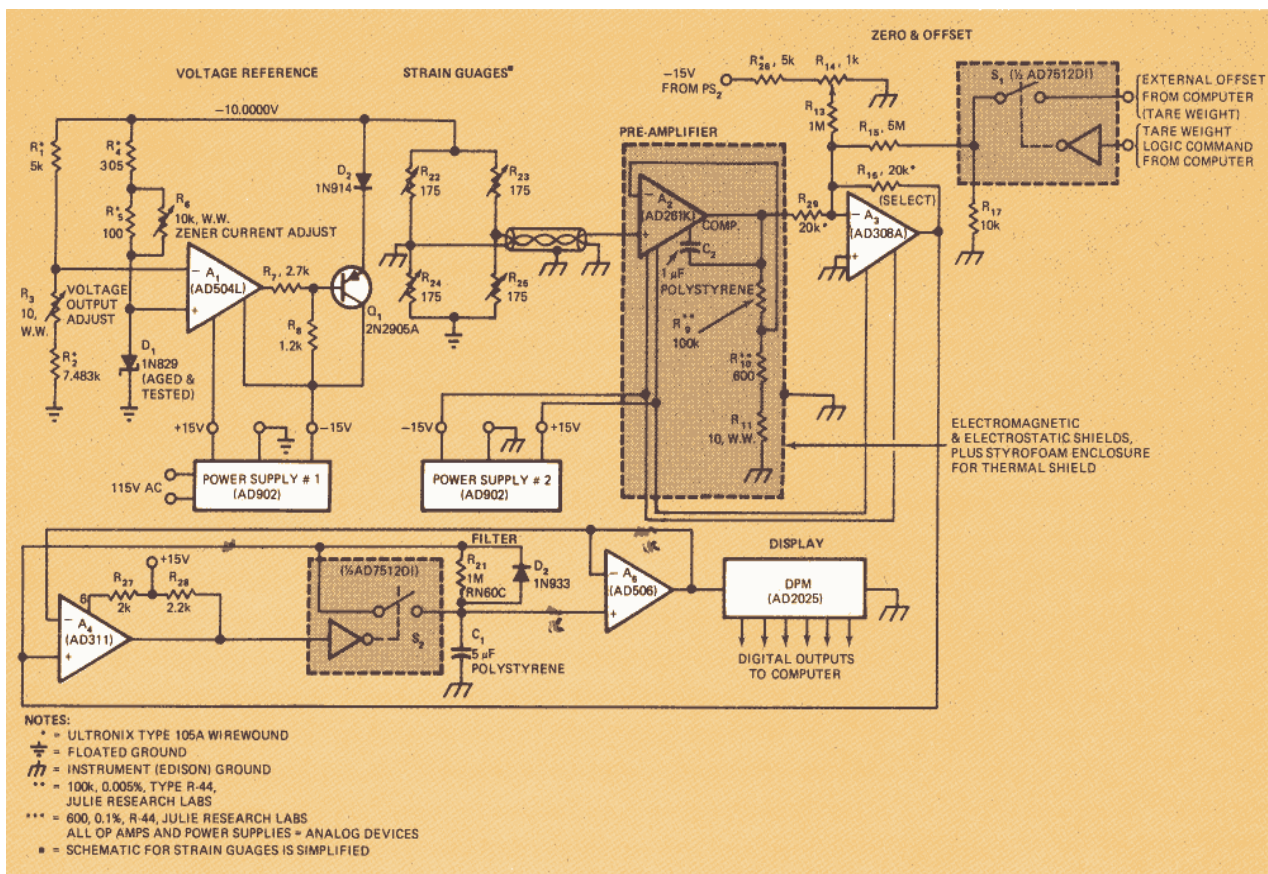 ZERO & OFFSET
VOLTAGE REFERENCE
STRAIN GUAGES■
-10.0000V
-15V
FROM PS2
R*26, 5k
R14, 1k
S1 (½ AD7512DI)
EXTERNAL OFFSET
FROM COMPUTER
(TARE WEIGHT)
TARE WEIGHT
LOGIC COMMAND
FROM COMPUTER
R13
1M
R15, 5M
R16, 20k*
(SELECT)
R17
10k
PRE-AMPLIFIER
R*1
5k
R*4
305
R*5
100
R6
10k, W.W.
ZENER CURRENT ADJUST
D2
1N914
R22
175
R23
175
R24
175
R25
175
-
A1
(AD504L)
+
R7, 2.7k
R8
1.2k
Q1
2N2905A
R3
10,
W.W.
VOLTAGE
OUTPUT
ADJUST
R*2
7.483k
D1
1N829
(AGED &
TESTED)
-
A2
(AD261K)
+
COMP.
C2
1 µF
POLYSTYRENE
R29
20k*
-
A3
(AD308A)
+
R**9
100k
R**10
600
R11
10, W.W.
ELECTROMAGNETIC
& ELECTROSTATIC SHIELDS,
PLUS STYROFOAM ENCLOSURE
FOR THERMAL SHIELD
+15V
-15V
-15V
+15V
115V AC
POWER SUPPLY # 1
(AD902)
POWER SUPPLY # 2
(AD902)
FILTER
DISPLAY
+15V
R27
2k
R28
2.2k
6
-
A4
(AD311)
+
(½AD7512DI)
S2
R21
1M
RN60C
D2
1N933
C1
5 µF
POLYSTYRENE
-
A5
(AD506)
+
DPM
(AD2025)
DIGITAL OUTPUTS
TO COMPUTER
NOTES:
* = ULTRONIX TYPE 105A WIREWOUND
= FLOATED GROUND
= INSTRUMENT (EDISON) GROUND
** = 100k, 0.005%, TYPE R-44,
JULIE RESEARCH LABS
*** = 600, 0.1%, R-44, JULIE RESEARCH LABS
ALL OP AMPS AND POWER SUPPLIES = ANALOG DEVICES
■ = SCHEMATIC FOR STRAIN GUAGES IS SIMPLIFIED